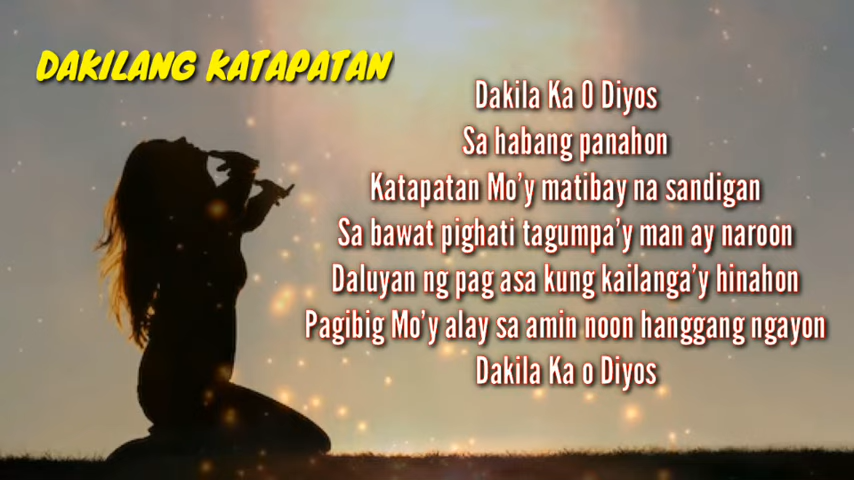 DAKILANG KATAPATAN
Dakila Ka O Diyos
Sa habang panahon
Katapatan Mo'y matibay na sandigan
Sa bawat pighati tagumpa'y man ay naroon
Daluyan ng pag asa kung kailanga'y hinahon
Pagibig Mo'y alay sa amin noon hanggang ngayon
Dakila Ka o Diyos